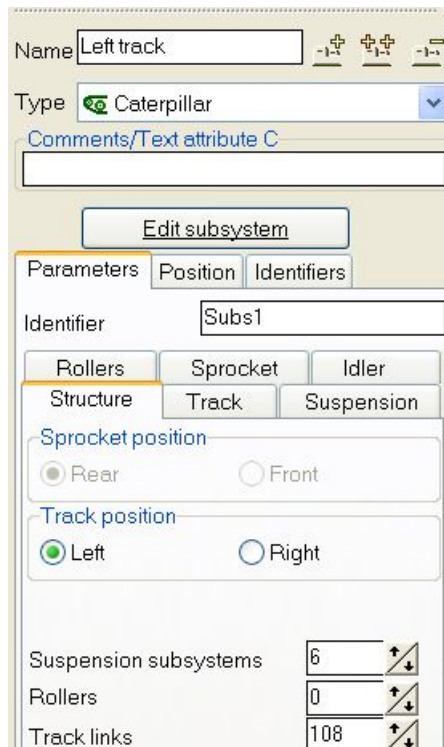 Name Left track
Type Caterpillar
Comments/Text attribute C
Edit subsystem
Parameters Position Identifiers
Identifier Subs1
Rollers Sprocket Idler
Structure Track Suspension
Sprocket position
Rear Front
Track position
Left Right
Suspension subsystems 6
Rollers 0
Track links 108